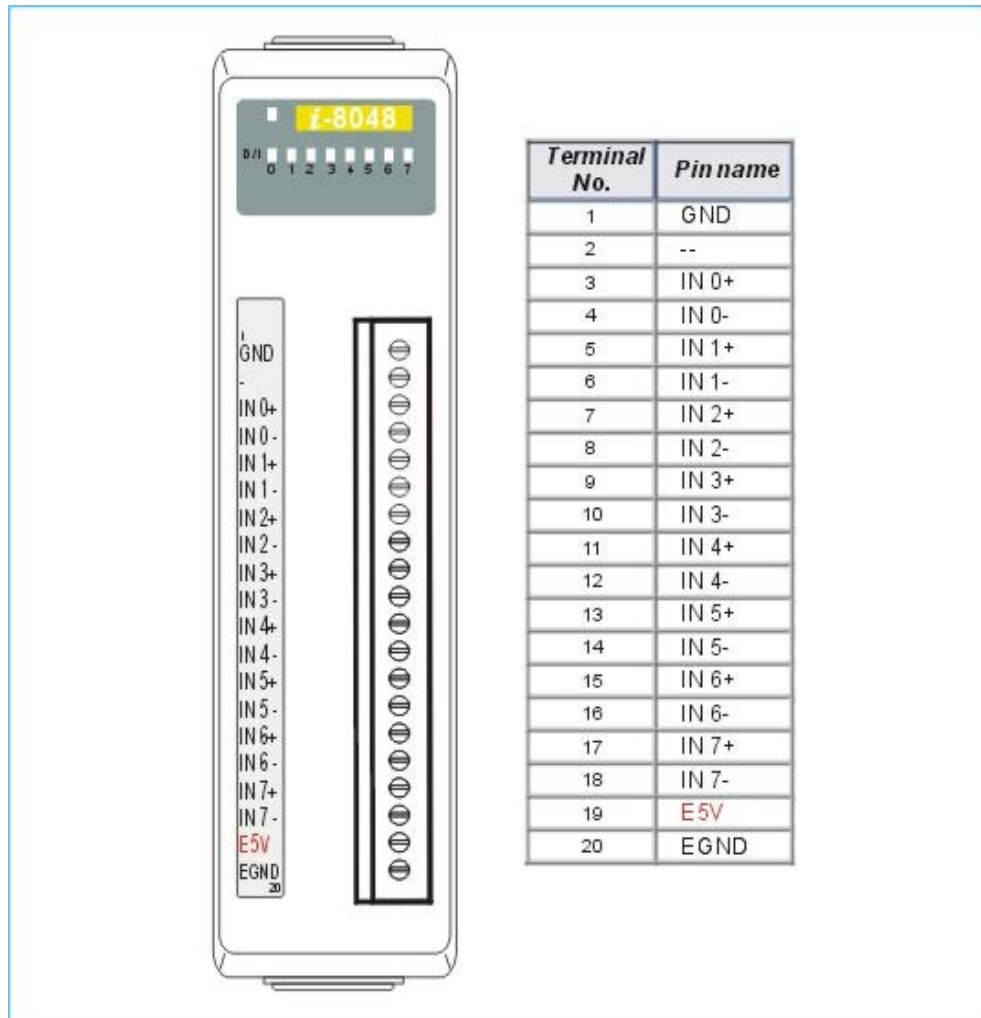 i-8048
D/I
0 1 2 3 4 5 6 7
1
GND
-
IN 0+
IN 0 -
IN 1+
IN 1 -
IN 2+
IN 2 -
IN 3+
IN 3 -
IN 4+
IN 4 -
IN 5+
IN 5 -
IN 6+
IN 6 -
IN 7+
IN 7 -
E5V
EGND
20
Terminal No. Pin name
1 GND
2 --
3 IN 0+
4 IN 0-
5 IN 1+
6 IN 1-
7 IN 2+
8 IN 2-
9 IN 3+
10 IN 3-
11 IN 4+
12 IN 4-
13 IN 5+
14 IN 5-
15 IN 6+
16 IN 6-
17 IN 7+
18 IN 7-
19 E5V
20 EGND